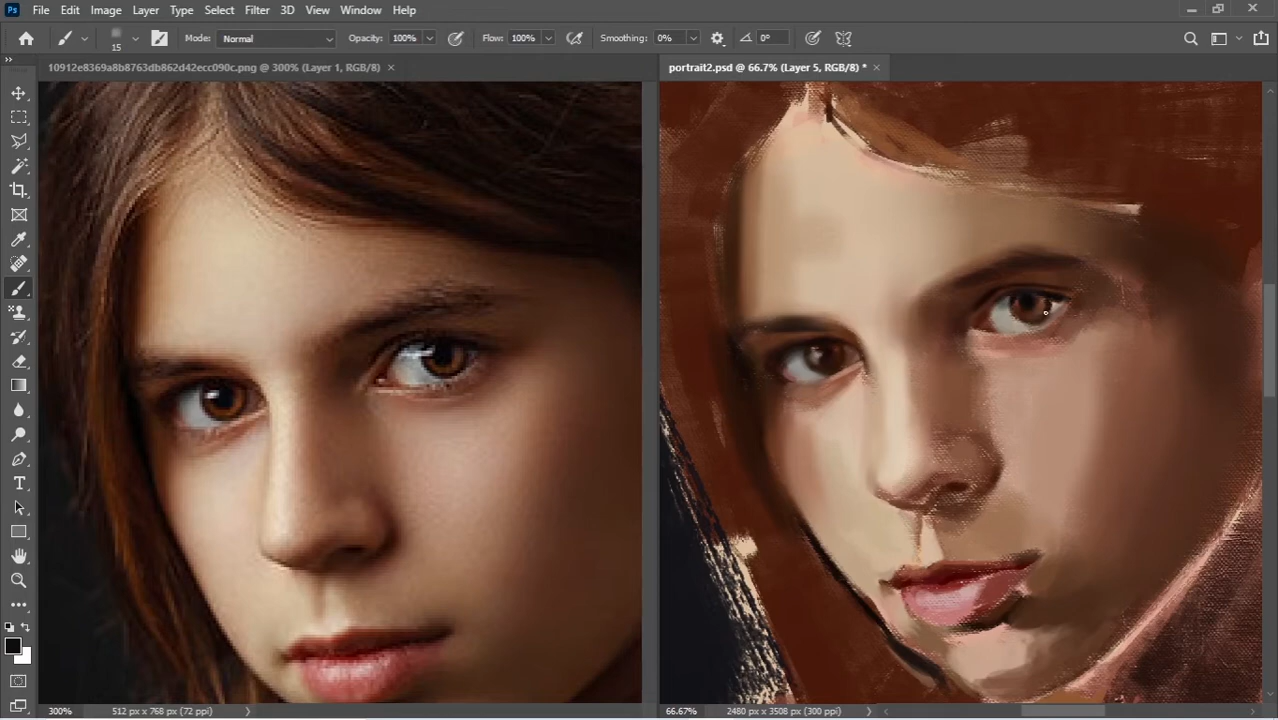 Ps File Edit Image Layer Type Select Filter 3D View Window Help
15 Mode: Normal Opacity: 100% Flow: 100% Smoothing: 0% 0°
10912e8369a8b8763db862d42ecc090c.png @ 300% (Layer 1, RGB/8) × portrait2.psd @ 66.7% (Layer 5, RGB/8) * ×
T
300% 512 px x 768 px (72 ppi) 66.67% 2480 px x 3508 px (300 ppi)